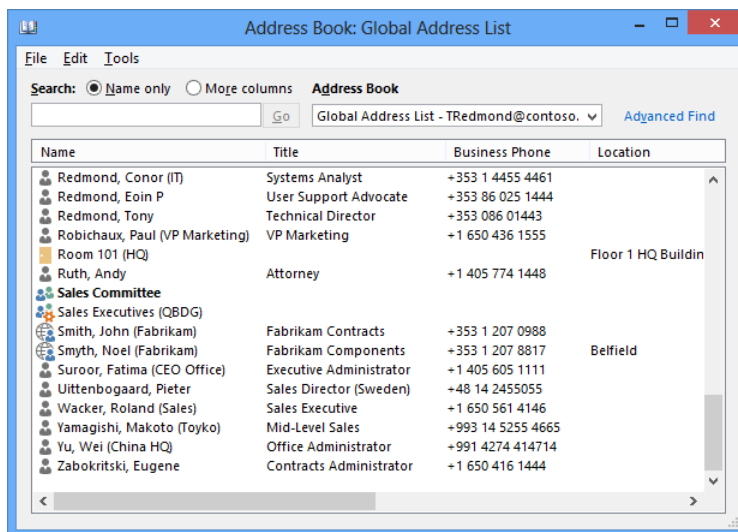 Address Book: Global Address List
File Edit Tools
Search: Name only More columns Address Book
Go Global Address List - TRedmond@contoso. Advanced Find
Name Title Business Phone Location
Redmond, Conor (IT) Systems Analyst +353 1 4455 4461
Redmond, Eoin P User Support Advocate +353 86 025 1444
Redmond, Tony Technical Director +353 086 01443
Robichaux, Paul (VP Marketing) VP Marketing +1 650 436 1555
Room 101 (HQ) Floor 1 HQ Buildin
Ruth, Andy Attorney +1 405 774 1448
Sales Committee
Sales Executives (QBDG)
Smith, John (Fabrikam) Fabrikam Contracts +353 1 207 0988
Smyth, Noel (Fabrikam) Fabrikam Components +353 1 207 8817 Belfield
Suroor, Fatima (CEO Office) Executive Administrator +1 405 605 1111
Uittenbogaard, Pieter Sales Director (Sweden) +48 14 2455055
Wacker, Roland (Sales) Sales Executive +1 650 561 4146
Yamagishi, Makoto (Toyko) Mid-Level Sales +993 14 5255 4665
Yu, Wei (China HQ) Office Administrator +991 4274 414714
Zabokritski, Eugene Contracts Administrator +1 650 416 1444